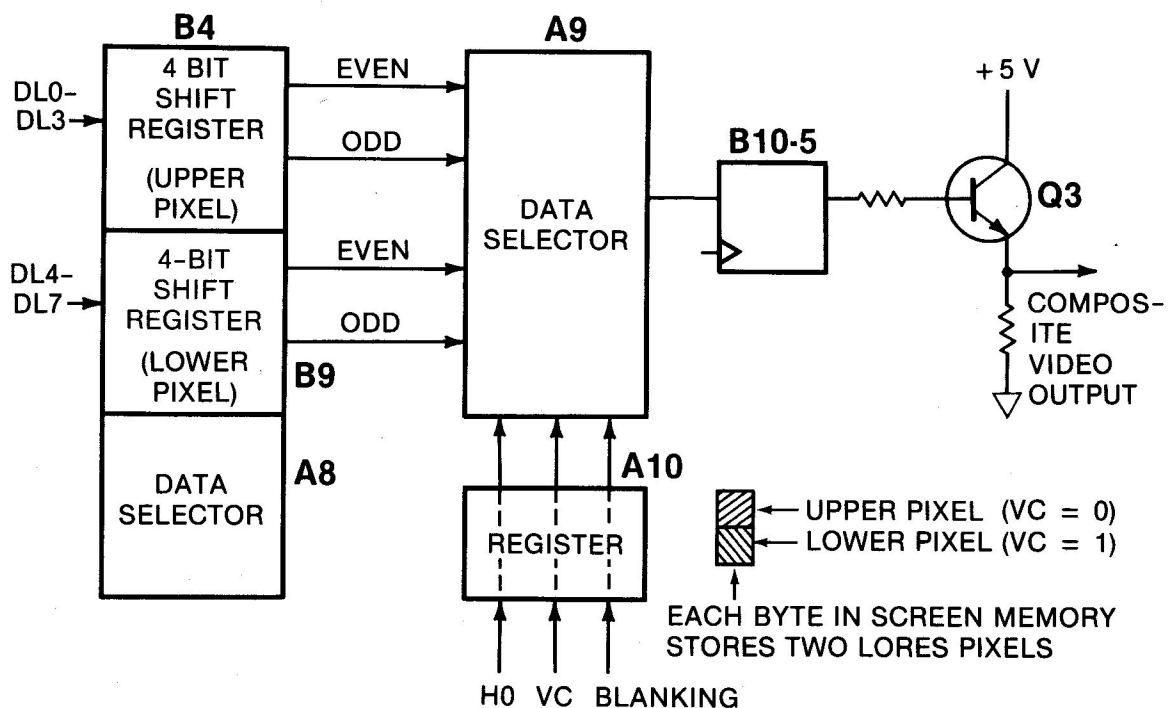 B4
4 BIT
SHIFT
REGISTER
(UPPER
PIXEL)
DL0-
DL3
4-BIT
SHIFT
REGISTER
(LOWER
PIXEL)
DL4-
DL7
B9
DATA
SELECTOR
A8
EVEN
ODD
EVEN
ODD
A9
DATA
SELECTOR
A10
REGISTER
H0 VC BLANKING
B10-5
+5 V
Q3
COMPOS-
ITE
VIDEO
OUTPUT
UPPER PIXEL (VC = 0)
LOWER PIXEL (VC = 1)
EACH BYTE IN SCREEN MEMORY
STORES TWO LORES PIXELS